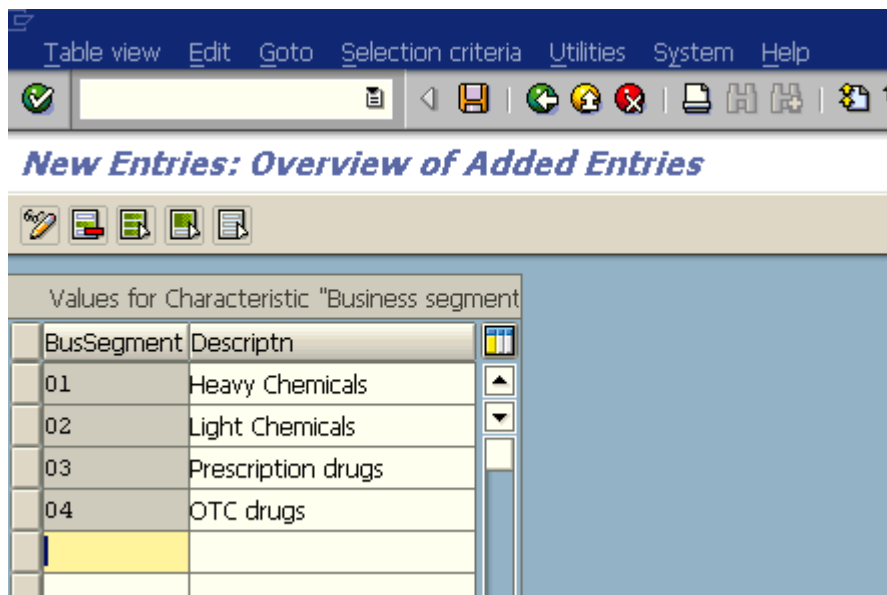 Table view Edit Goto Selection criteria Utilities System Help
New Entries: Overview of Added Entries
Values for Characteristic "Business segment
BusSegment Descriptn
01 Heavy Chemicals
02 Light Chemicals
03 Prescription drugs
04 OTC drugs